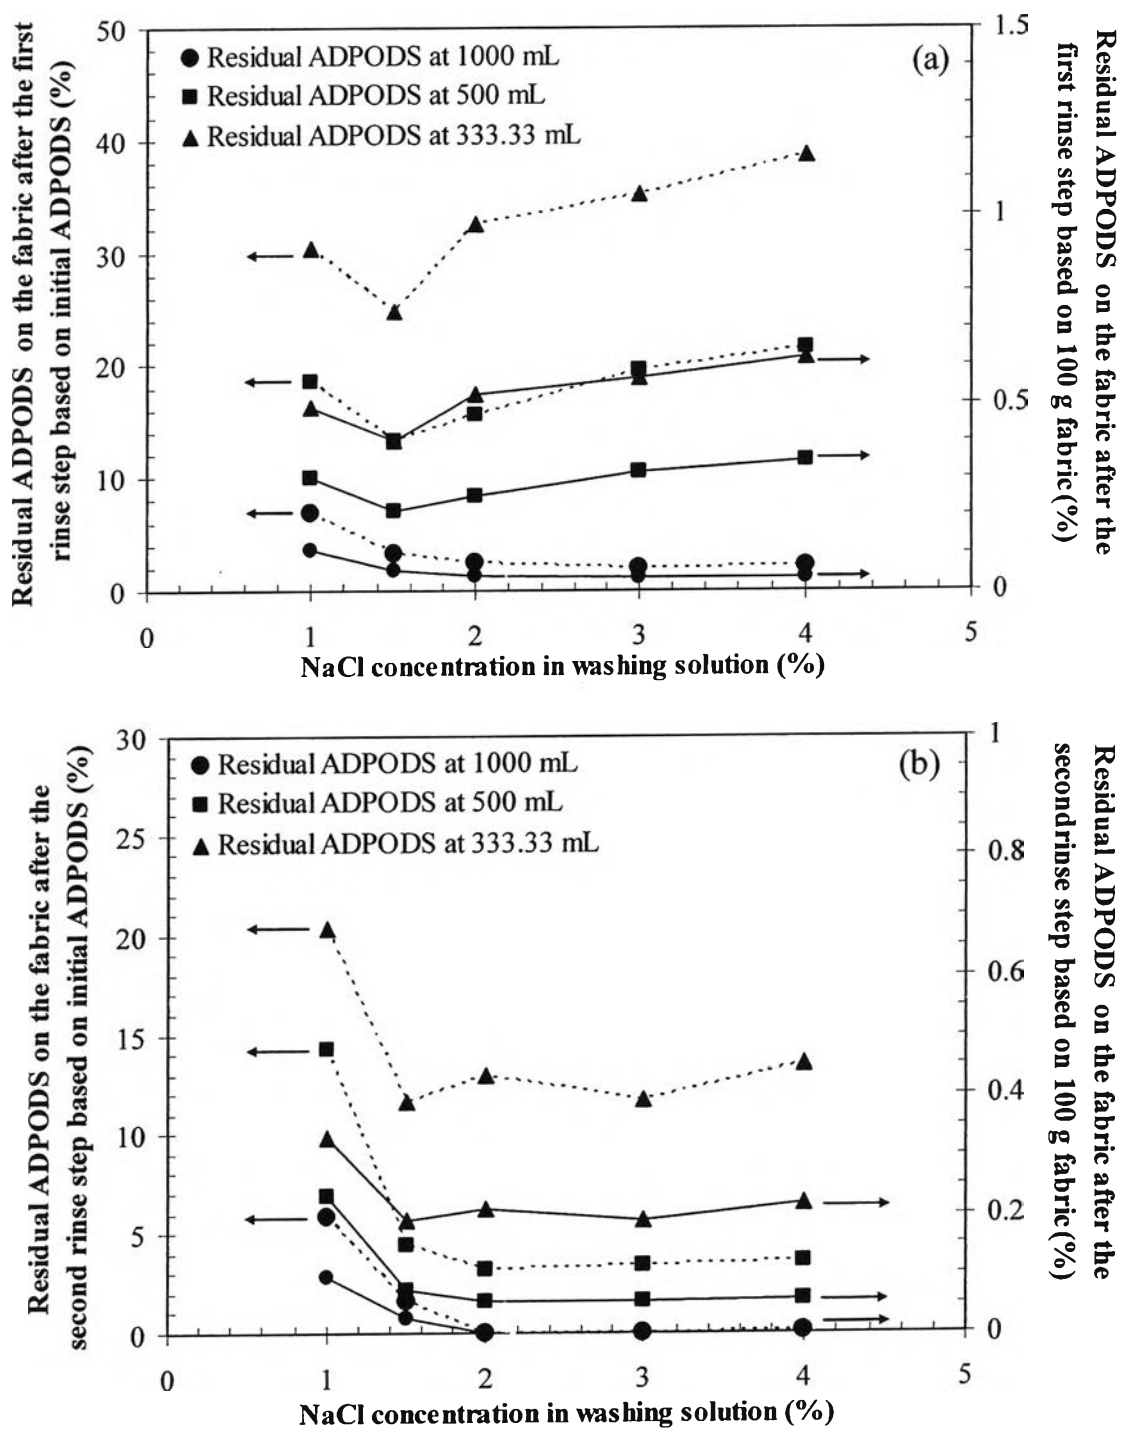 Residual ADPODS on the fabric after the first
rinse step based on initial ADPODS (%)
50
40
30
20
10
0
Residual ADPODS at 1000 mL
Residual ADPODS at 500 mL
Residual ADPODS at 333.33 mL
(a)
1.5
1
0.5
0
Residual ADPODS on the fabric after the
first rinse step based on 100 g fabric (%)
0
1
2
3
4
5
NaCl concentration in washing solution (%)
Residual ADPODS on the fabric after the
second rinse step based on initial ADPODS (%)
30
25
20
15
10
5
0
Residual ADPODS at 1000 mL
Residual ADPODS at 500 mL
Residual ADPODS at 333.33 mL
(b)
1
0.8
0.6
0.4
0.2
0
Residual ADPODS on the fabric after the
secondrinse step based on 100 g fabric (%)
0
1
2
3
4
5
NaCl concentration in washing solution (%)